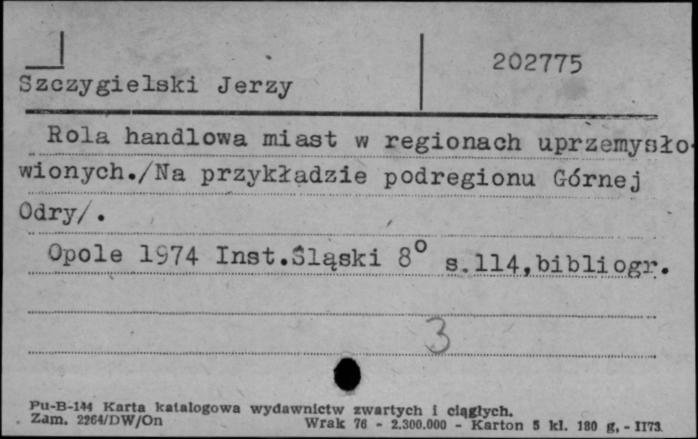 202775
Szczygielski Jerzy
Rola handlowa miast w regionach uprzemysło-
wionych./Na przykładzie podregionu Górnej
Odry/.
Opole 1974 Inst.Śląski 8° s.114,bibliogr.
3
Pu-B-144 Karta katalogowa wydawnictw zwartych i ciągłych.
Zam. 2264/DW/On Wrak 76 - 2.300.000 - Karton 5 kl. 180 g. - II73